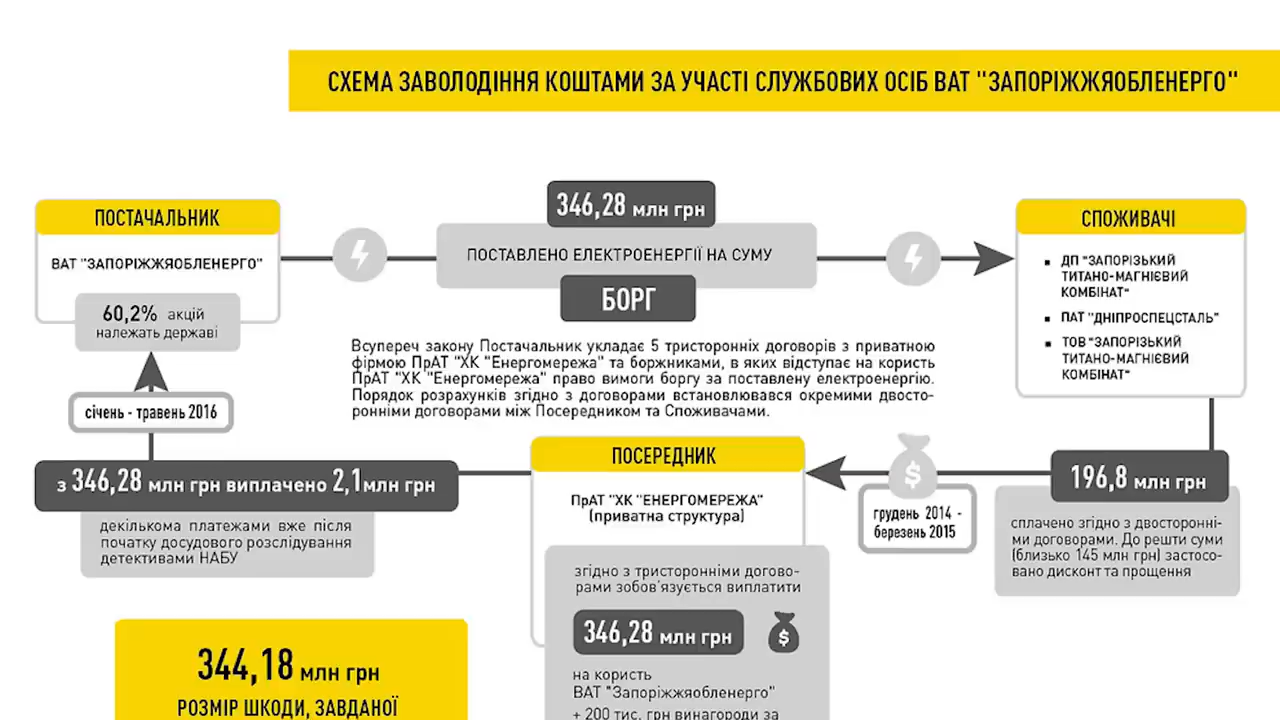 СХЕМА ЗАВОЛОДІННЯ КОШТАМИ ЗА УЧАСТІ СЛУЖБОВИХ ОСІБ ВАТ "ЗАПОРІЖЖЯОБЛЕНЕРГО"
ПОСТАЧАЛЬНИК
ВАТ "ЗАПОРІЖЖЯОБЛЕНЕРГО"
60,2% акцій
належать державі
346,28 млн грн
ПОСТАВЛЕНО ЕЛЕКТРОЕНЕРГІЇ НА СУМУ
БОРГ
СПОЖИВАЧІ
▪ ДП "ЗАПОРІЗЬКИЙ
ТИТАНО-МАГНІЄВИЙ
КОМБІНАТ"
▪ ПАТ "ДНІПРОСПЕЦСТАЛЬ"
▪ ТОВ "ЗАПОРІЗЬКИЙ
ТИТАНО-МАГНІЄВИЙ
КОМБІНАТ"
Всупереч закону Постачальник укладає 5 тристоронніх договорів з приватною
фірмою ПрАТ "ХК "Енергомережа" та боржниками, в яких відступає на користь
ПрАТ "ХК "Енергомережа" право вимоги боргу за поставлену електроенергію.
Порядок розрахунків згідно з договорами встановлювався окремими двосто-
ронніми договорами між Посередником та Споживачами.
січень - травень 2016
з 346,28 млн грн виплачено 2,1млн грн
декількома платежами вже після
початку досудового розслідування
детективами НАБУ
ПОСЕРЕДНИК
ПрАТ "ХК "ЕНЕРГОМЕРЕЖА"
(приватна структура)
згідно з тристоронніми догово-
рами зобов'язується виплатити
346,28 млн грн
$
на користь
ВАТ "Запоріжжяобленерго"
+ 200 тис. грн винагороди за
$
грудень 2014 -
березень 2015
196,8 млн грн
сплачено згідно з двосторонні-
ми договорами. До решти суми
(близько 145 млн грн) застосо-
вано дисконт та прощення
344,18 млн грн
РОЗМІР ШКОДИ, ЗАВДАНОЇ